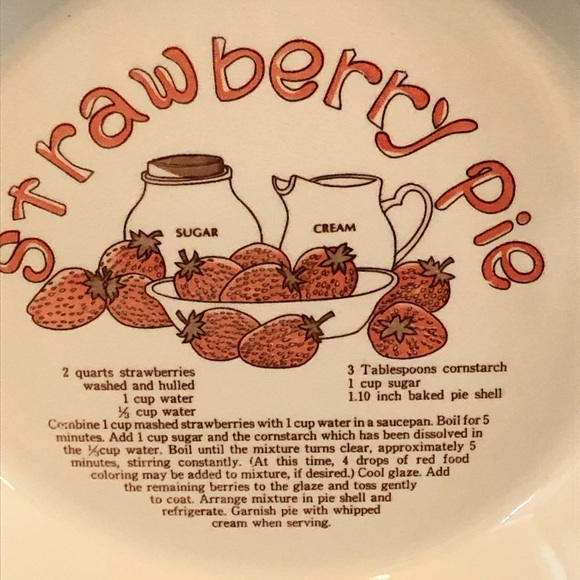 Strawberry Pie
SUGAR
CREAM
2 quarts strawberries
washed and hulled
1 cup water
⅓ cup water
3 Tablespoons cornstarch
1 cup sugar
1.10 inch baked pie shell
Combine 1 cup mashed strawberries with 1 cup water in a saucepan. Boil for 5
minutes. Add 1 cup sugar and the cornstarch which has been dissolved in
the ⅓cup water. Boil until the mixture turns clear, approximately 5
minutes, stirring constantly. (At this time, 4 drops of red food
coloring may be added to mixture, if desired.) Cool glaze. Add
the remaining berries to the glaze and toss gently
to coat. Arrange mixture in pie shell and
refrigerate. Garnish pie with whipped
cream when serving.